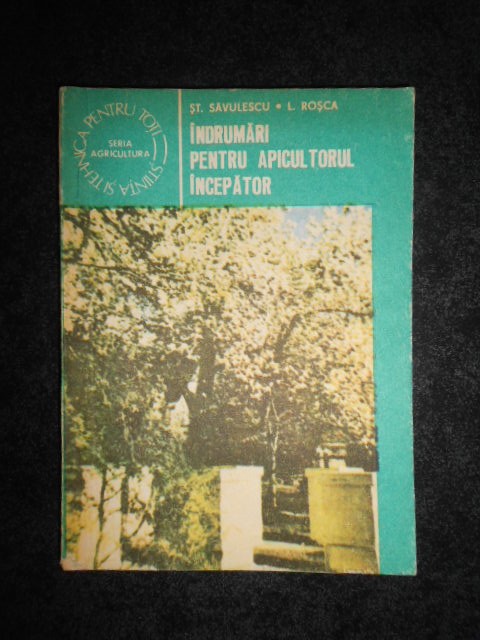 ȘT. SĂVULESCU • L. ROȘCA
ÎNDRUMĂRI
PENTRU APICULTORUL
ÎNCEPĂTOR
ȘTIINȚA ȘI TEHNICA PENTRU TOȚI
SERIA
AGRICULTURA